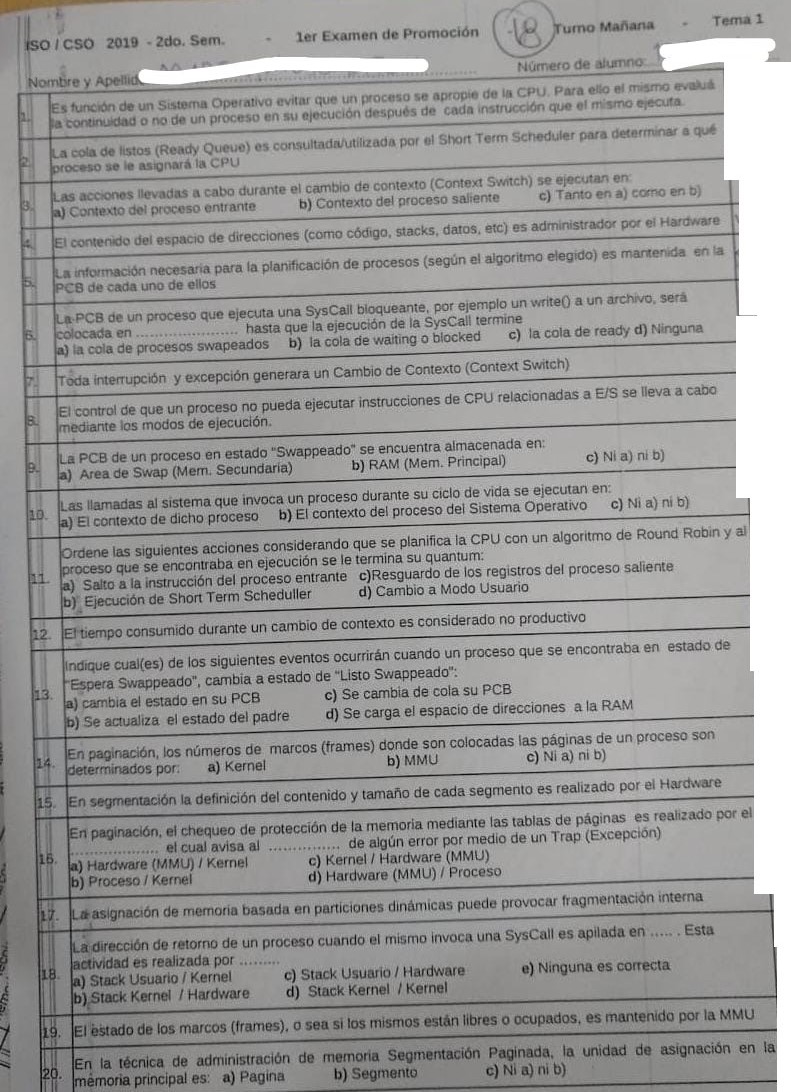 ISO / CSO 2019 - 2do. Sem. - 1er Examen de Promoción 18 Turno Mañana - Tema 1
Nombre y Apellid
Número de alumno:
1. Es función de un Sistema Operativo evitar que un proceso se apropie de la CPU. Para ello el mismo evaluá
la continuidad o no de un proceso en su ejecución después de cada instrucción que el mismo ejecuta.
2. La cola de listos (Ready Queue) es consultada/utilizada por el Short Term Scheduler para determinar a qué
proceso se le asignará la CPU
3. Las acciones llevadas a cabo durante el cambio de contexto (Context Switch) se ejecutan en:
a) Contexto del proceso entrante b) Contexto del proceso saliente c) Tanto en a) como en b)
4. El contenido del espacio de direcciones (como código, stacks, datos, etc) es administrador por el Hardware
5. La información necesaria para la planificación de procesos (según el algoritmo elegido) es mantenida en la
PCB de cada uno de ellos
6. La PCB de un proceso que ejecuta una SysCall bloqueante, por ejemplo un write() a un archivo, será
colocada en ..................... hasta que la ejecución de la SysCall termine
a) la cola de procesos swapeados b) la cola de waiting o blocked c) la cola de ready d) Ninguna
7. Toda interrupción y excepción generara un Cambio de Contexto (Context Switch)
8. El control de que un proceso no pueda ejecutar instrucciones de CPU relacionadas a E/S se lleva a cabo
mediante los modos de ejecución.
9. La PCB de un proceso en estado "Swappeado" se encuentra almacenada en:
a) Area de Swap (Mem. Secundaria) b) RAM (Mem. Principal) c) Ni a) ni b)
10. Las llamadas al sistema que invoca un proceso durante su ciclo de vida se ejecutan en:
a) El contexto de dicho proceso b) El contexto del proceso del Sistema Operativo c) Ni a) ni b)
11. Ordene las siguientes acciones considerando que se planifica la CPU con un algoritmo de Round Robin y al
proceso que se encontraba en ejecución se le termina su quantum:
a) Salto a la instrucción del proceso entrante c)Resguardo de los registros del proceso saliente
b) Ejecución de Short Term Scheduller d) Cambio a Modo Usuario
12. El tiempo consumido durante un cambio de contexto es considerado no productivo
13. Indique cual(es) de los siguientes eventos ocurrirán cuando un proceso que se encontraba en estado de
"Espera Swappeado", cambia a estado de "Listo Swappeado":
a) cambia el estado en su PCB c) Se cambia de cola su PCB
b) Se actualiza el estado del padre d) Se carga el espacio de direcciones a la RAM
14. En paginación, los números de marcos (frames) donde son colocadas las páginas de un proceso son
determinados por: a) Kernel b) MMU c) Ni a) ni b)
15. En segmentación la definición del contenido y tamaño de cada segmento es realizado por el Hardware
16. En paginación, el chequeo de protección de la memoria mediante las tablas de páginas es realizado por el
.................. el cual avisa al ............... de algún error por medio de un Trap (Excepción)
a) Hardware (MMU) / Kernel c) Kernel / Hardware (MMU)
b) Proceso / Kernel d) Hardware (MMU) / Proceso
17. La asignación de memoria basada en particiones dinámicas puede provocar fragmentación interna
18. La dirección de retorno de un proceso cuando el mismo invoca una SysCall es apilada en ..... . Esta
actividad es realizada por .........
a) Stack Usuario / Kernel c) Stack Usuario / Hardware e) Ninguna es correcta
b) Stack Kernel / Hardware d) Stack Kernel / Kernel
19. El estado de los marcos (frames), o sea si los mismos están libres o ocupados, es mantenido por la MMU
20. En la técnica de administración de memoria Segmentación Paginada, la unidad de asignación en la
memoria principal es: a) Pagina b) Segmento c) Ni a) ni b)